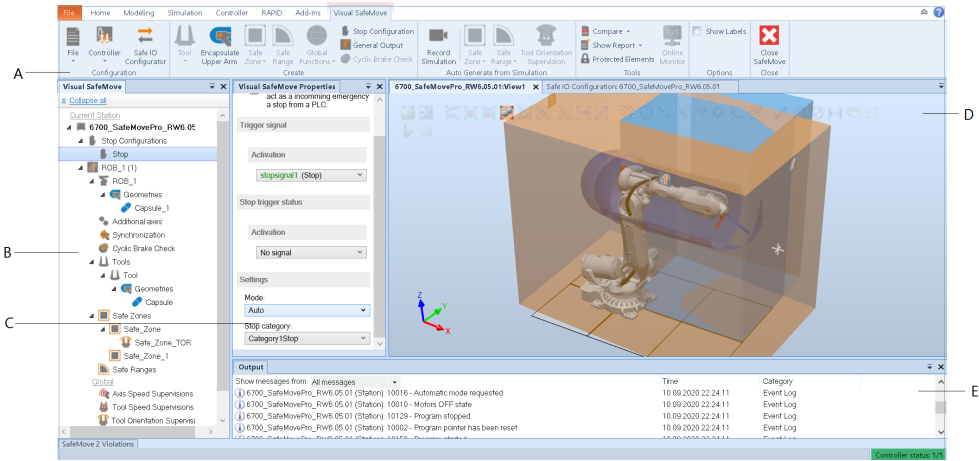 File Home Modeling Simulation Controller RAPID Add-Ins Visual SafeMove
File
Controller
Safe IO Configurator
Configuration
Tool
Encapsulate Upper Arm
Safe Zone
Safe Range
Global Functions
Stop Configuration
General Output
Cyclic Brake Check
Create
Record Simulation
Safe Zone
Safe Range
Tool Orientation Supervision
Auto Generate from Simulation
Compare
Show Report
Protected Elements
Online Monitor
Tools
Show Labels
Options
Close SafeMove
Close
A
B
C
D
E
Visual SafeMove
Collapse all
Current Station
6700_SafeMovePro_RW6.05
Stop Configurations
Stop
ROB_1 (1)
ROB_1
Geometries
Capsule_1
Additional axes
Synchronization
Cyclic Brake Check
Tools
Tool
Geometries
Capsule
Safe Zones
Safe_Zone
Safe_Zone_TOR
Safe_Zone_1
Safe Ranges
Global
Axis Speed Supervisions
Tool Speed Supervisions
Tool Orientation Supervisi
Visual SafeMove Properties
act as a incomming emergency
a stop from a PLC.
Trigger signal
Activation
stopsignal1 (Stop)
Stop trigger status
Activation
No signal
Settings
Mode:
Auto
Stop category:
Category1Stop
6700_SafeMovePro_RW6.05.01:View1
Safe IO Configuration: 6700_SafeMovePro_RW6.05.01
Z
Y
X
Output
Show messages from: All messages Time Category
6700_SafeMovePro_RW6.05.01 (Station): 10016 - Automatic mode requested 10.09.2020 22:24:11 Event Log
6700_SafeMovePro_RW6.05.01 (Station): 10010 - Motors OFF state 10.09.2020 22:24:11 Event Log
6700_SafeMovePro_RW6.05.01 (Station): 10129 - Program stopped 10.09.2020 22:24:11 Event Log
6700_SafeMovePro_RW6.05.01 (Station): 10002 - Program pointer has been reset 10.09.2020 22:24:11 Event Log
SafeMove 2 Violations
Controller status: 1/1